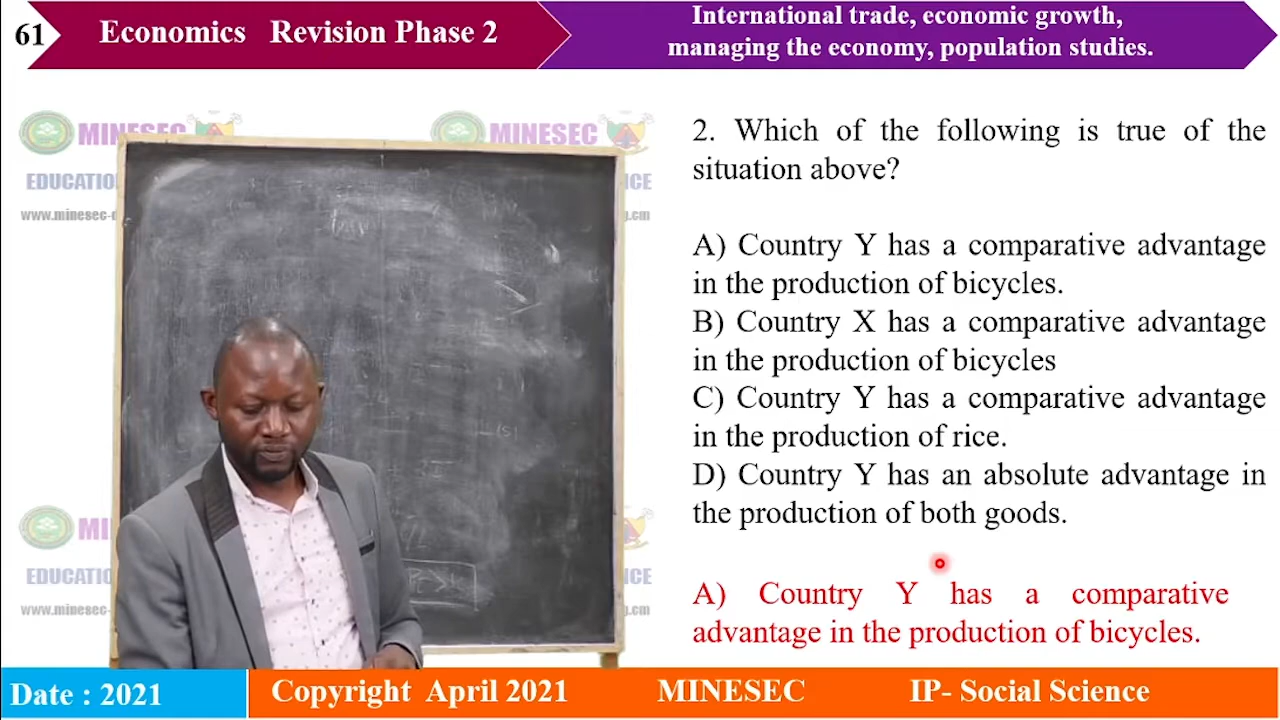 61
Economics Revision Phase 2
International trade, economic growth,
managing the economy, population studies.
MINESEC
MINESEC
2. Which of the following is true of the
situation above?
A) Country Y has a comparative advantage
in the production of bicycles.
B) Country X has a comparative advantage
in the production of bicycles
C) Country Y has a comparative advantage
in the production of rice.
D) Country Y has an absolute advantage in
the production of both goods.
A) Country Y has a comparative
advantage in the production of bicycles.
Date : 2021
Copyright April 2021
MINESEC
IP- Social Science